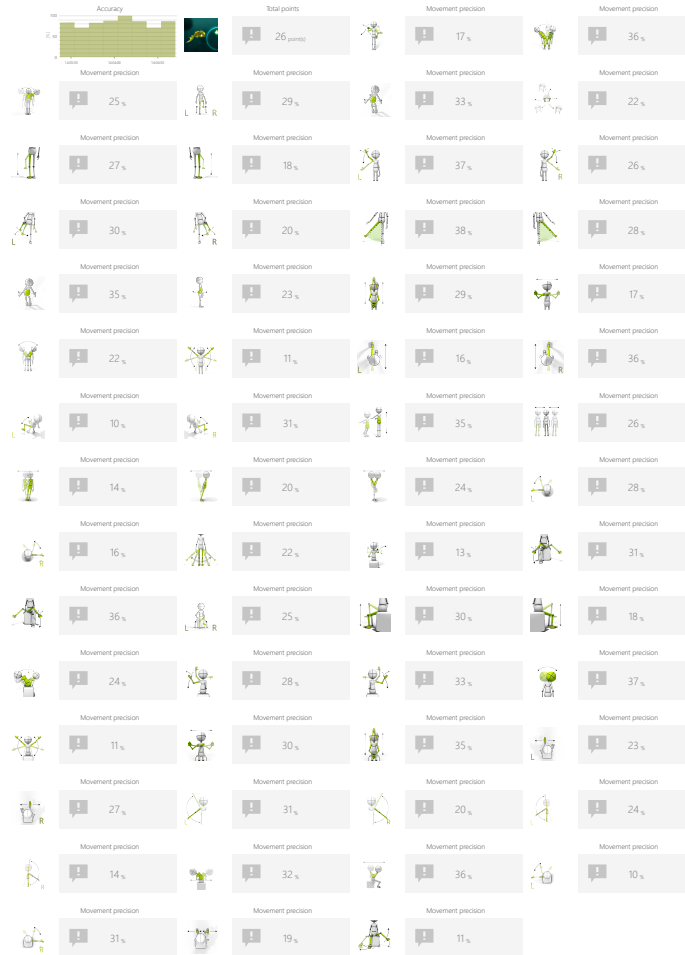 Accuracy
Total points
Movement precision
Movement precision
100
50
0
[%]
26 point(s)
17 %
36 %
Movement precision
Movement precision
Movement precision
Movement precision
25 %
L R
29 %
33 %
22 %
Movement precision
Movement precision
Movement precision
Movement precision
27 %
18 %
L
37 %
R
26 %
Movement precision
Movement precision
Movement precision
Movement precision
L
30 %
R
20 %
38 %
28 %
Movement precision
Movement precision
Movement precision
Movement precision
35 %
23 %
29 %
17 %
Movement precision
Movement precision
Movement precision
Movement precision
22 %
11 %
L
16 %
R
36 %
Movement precision
Movement precision
Movement precision
Movement precision
L
10 %
R
31 %
35 %
26 %
Movement precision
Movement precision
Movement precision
Movement precision
14 %
20 %
24 %
L
28 %
Movement precision
Movement precision
Movement precision
Movement precision
R
16 %
22 %
13 %
31 %
Movement precision
Movement precision
Movement precision
Movement precision
36 %
L R
25 %
30 %
18 %
Movement precision
Movement precision
Movement precision
Movement precision
24 %
28 %
33 %
37 %
Movement precision
Movement precision
Movement precision
Movement precision
11 %
30 %
35 %
L
23 %
Movement precision
Movement precision
Movement precision
Movement precision
R
27 %
31 %
R
20 %
L
24 %
Movement precision
Movement precision
Movement precision
Movement precision
R
14 %
32 %
36 %
L
10 %
Movement precision
Movement precision
Movement precision
R
31 %
19 %
11 %